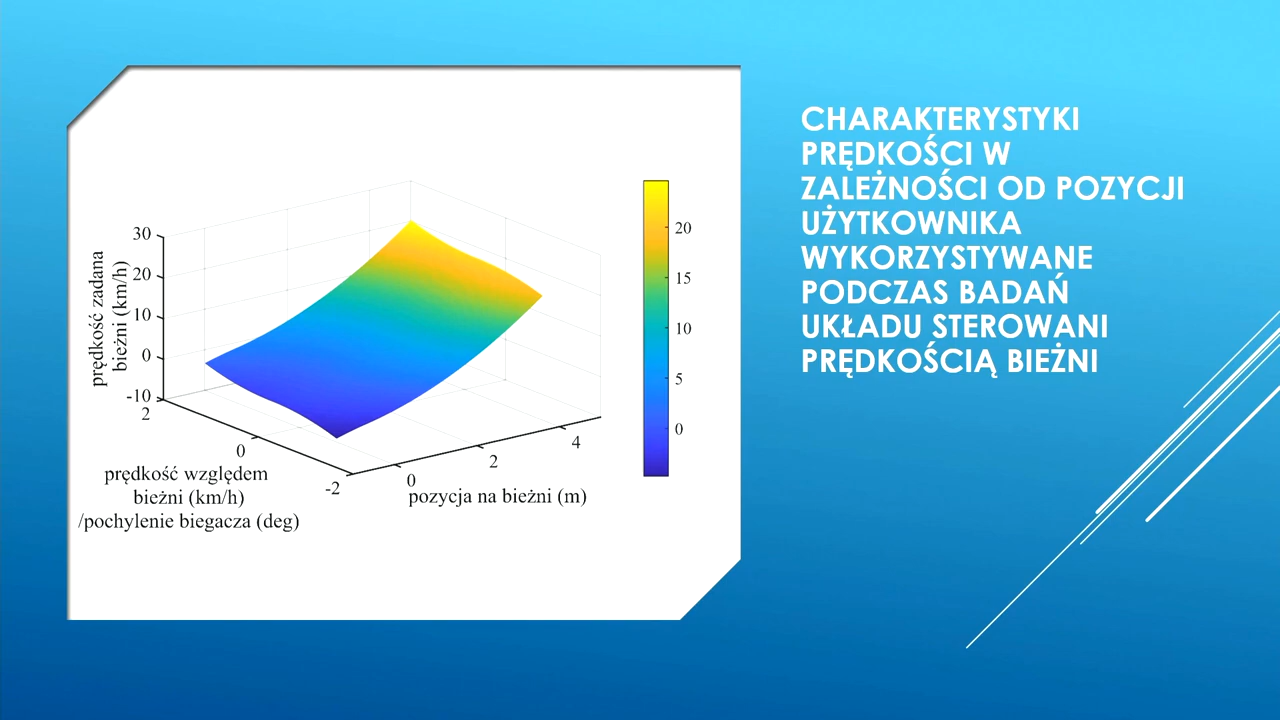 CHARAKTERYSTYKI
PRĘDKOŚCI W
ZALEŻNOŚCI OD POZYCJI
UŻYTKOWNIKA
WYKORZYSTYWANE
PODCZAS BADAŃ
UKŁADU STEROWANI
PRĘDKOŚCIĄ BIEŻNI
prędkość zadana
bieżni (km/h)
30
20
10
0
-10
2
0
-2
prędkość względem
bieżni (km/h)
/pochylenie biegacza (deg)
0
2
4
pozycja na bieżni (m)
20
15
10
5
0